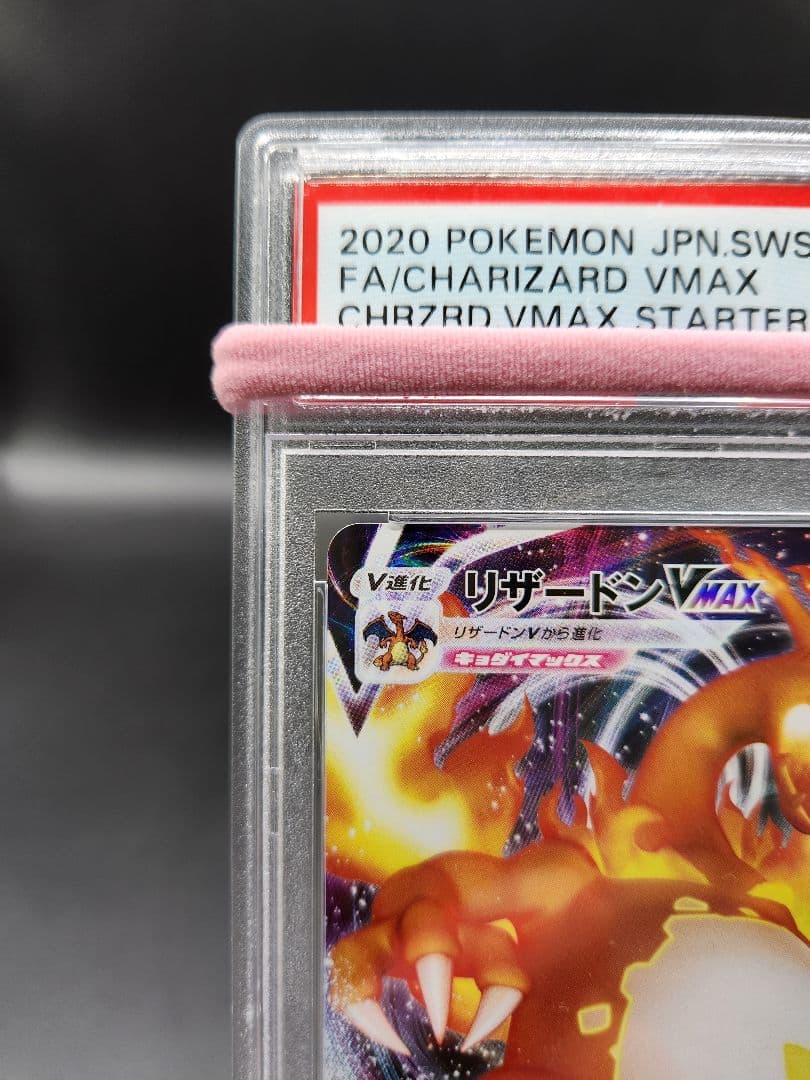 2020 POKEMON JPN.SWS
FA/CHARIZARD VMAX
CHRZRD.VMAX STARTER
V進化
リザードンVMAX
リザードンVから進化
キョダイマックス